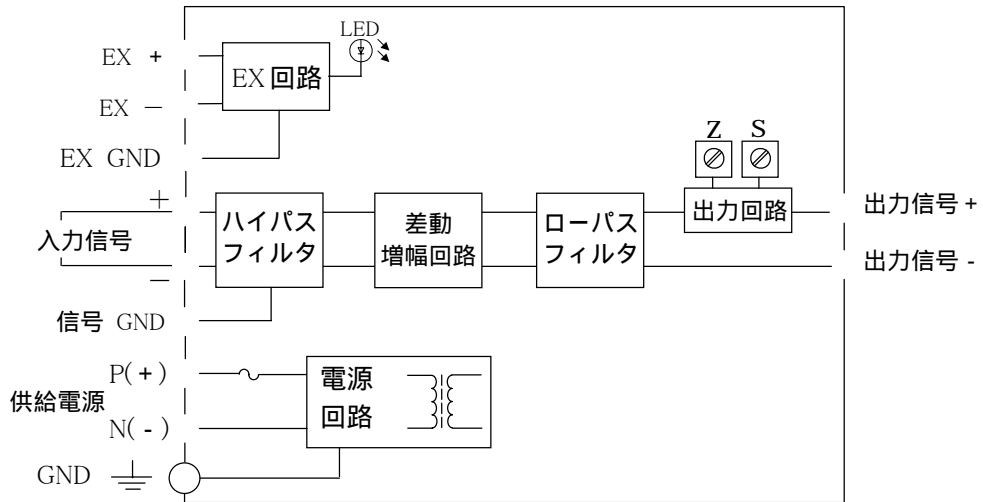 LED
EX +
EX 回路
EX －
EX GND
Z S
＋
ハイパス
フィルタ
差動
増幅回路
ローパス
フィルタ
出力回路
出力信号 +
入力信号
出力信号 -
－
信号 GND
P( + )
電源
回路
供給電源
N( - )
GND